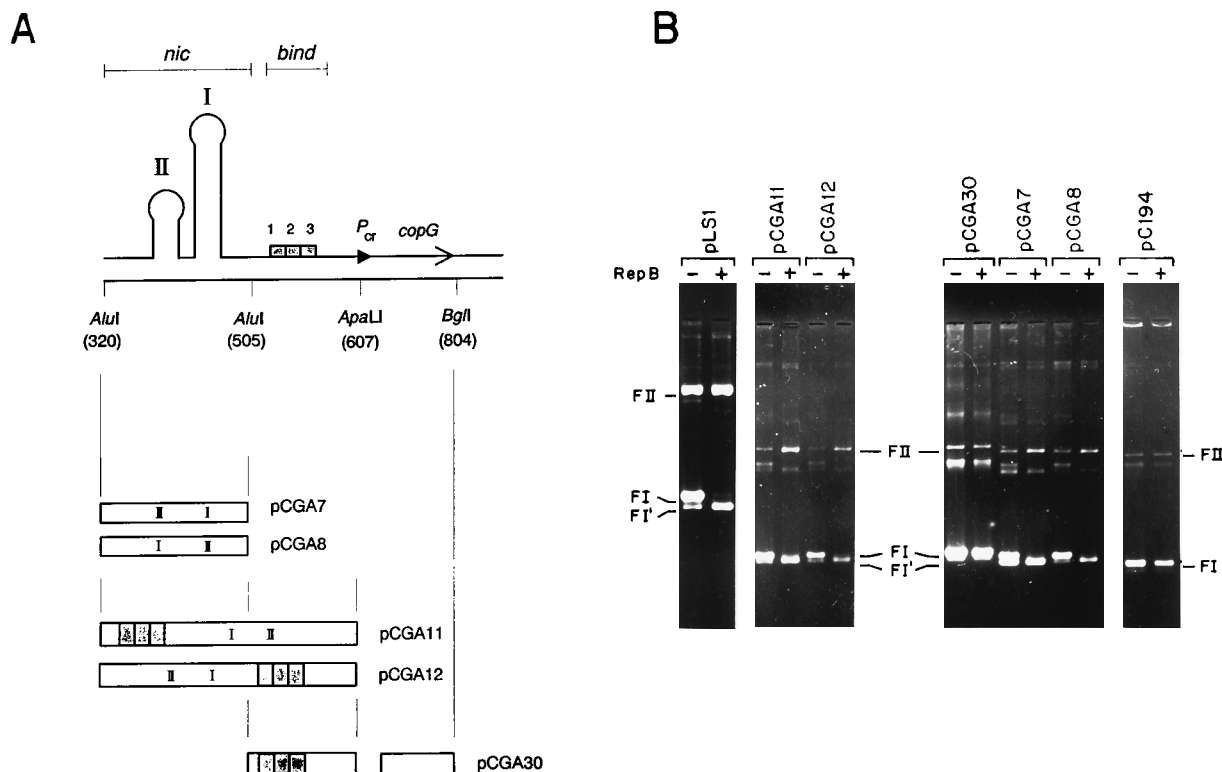 A
nic bind
I
II
1 2 3
Pcr copG
AluI AluI ApaLI BglI
(320) (505) (607) (804)
II I pCGA7
I II pCGA8
I II pCGA11
II I pCGA12
pCGA30
B
pLS1 pCGA11 pCGA12 pCGA30 pCGA7 pCGA8 pC194
RepB - + - + - + - + - + - + - +
FII FII FII
FI FI FI
FI' FI'